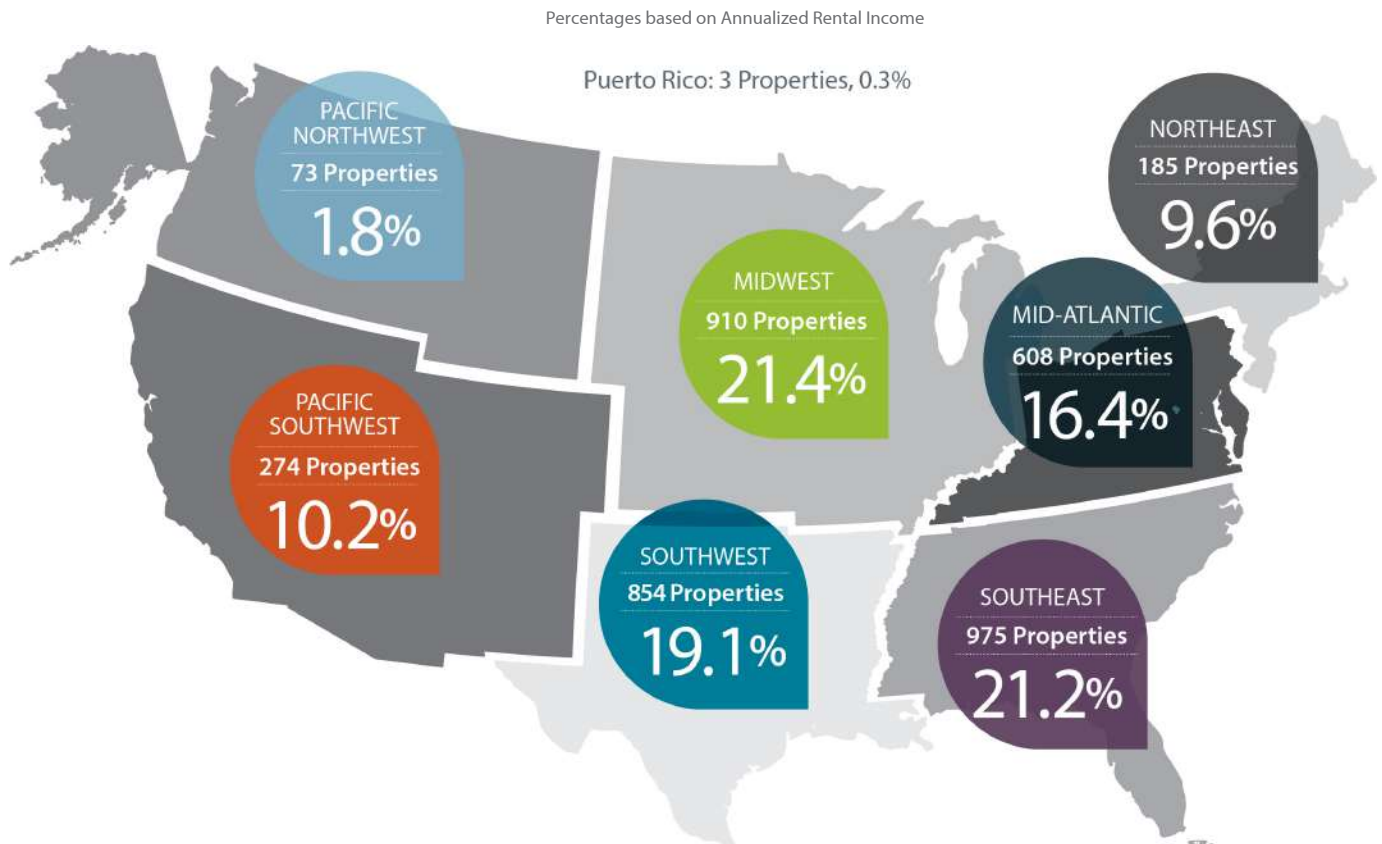 Percentages based on Annualized Rental Income
Puerto Rico: 3 Properties, 0.3%
PACIFIC
NORTHWEST
73 Properties
1.8%
NORTHEAST
185 Properties
9.6%
MIDWEST
910 Properties
21.4%
MID-ATLANTIC
608 Properties
16.4%
PACIFIC
SOUTHWEST
274 Properties
10.2%
SOUTHWEST
854 Properties
19.1%
SOUTHEAST
975 Properties
21.2%